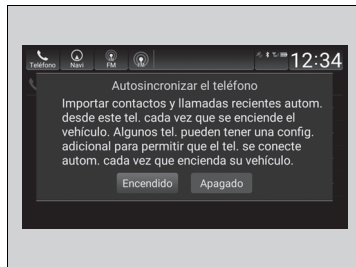 Teléfono Navi FM 12:34
Autosincronizar el teléfono
Importar contactos y llamadas recientes autom.
desde este tel. cada vez que se enciende el
vehículo. Algunos tel. pueden tener una config.
adicional para permitir que el tel. se conecte
autom. cada vez que encienda su vehículo.
Encendido Apagado